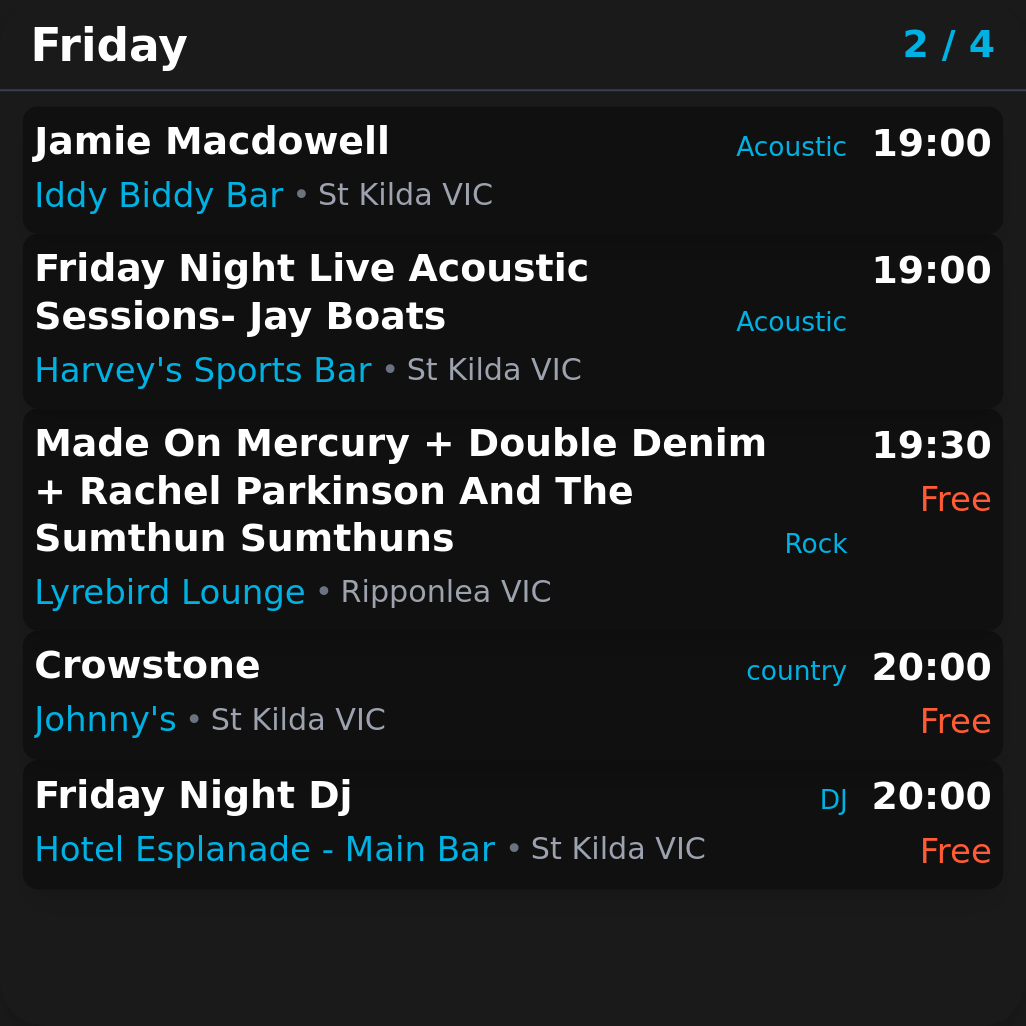 Friday 2 / 4
Jamie Macdowell Acoustic 19:00
Iddy Biddy Bar • St Kilda VIC
Friday Night Live Acoustic 19:00
Sessions- Jay Boats Acoustic
Harvey's Sports Bar • St Kilda VIC
Made On Mercury + Double Denim 19:30
+ Rachel Parkinson And The Free
Sumthun Sumthuns Rock
Lyrebird Lounge • Ripponlea VIC
Crowstone country 20:00
Johnny's • St Kilda VIC Free
Friday Night Dj DJ 20:00
Hotel Esplanade - Main Bar • St Kilda VIC Free